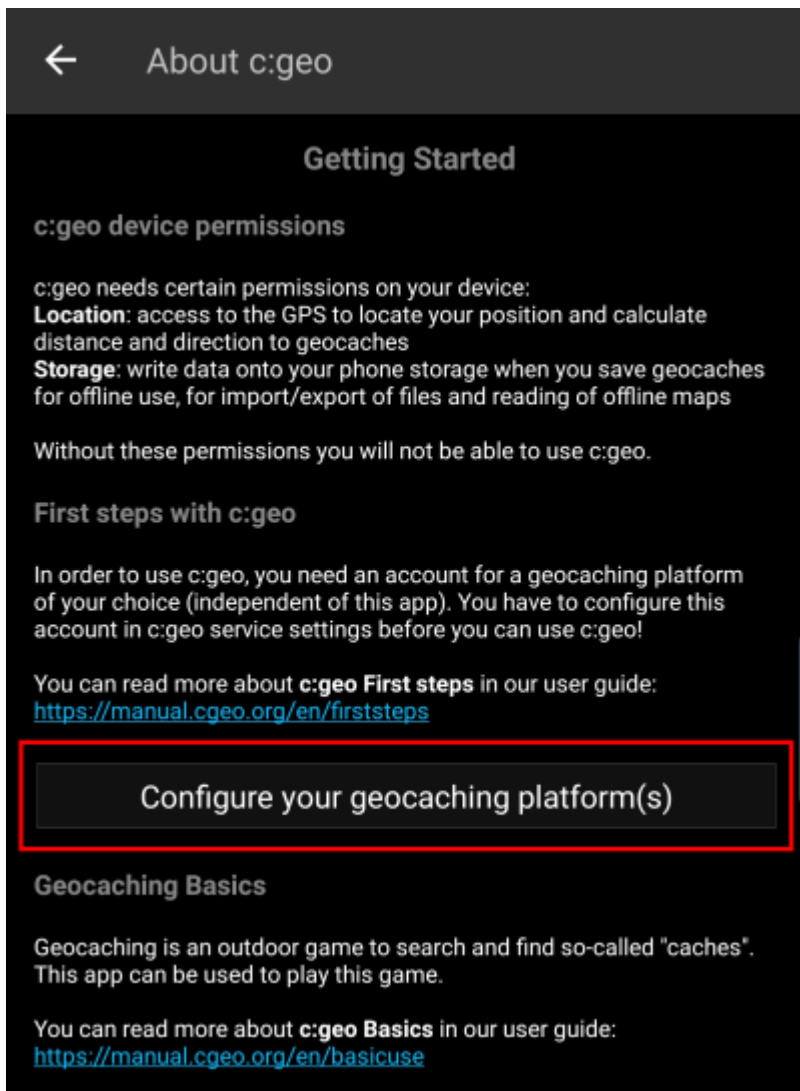 About c:geo
Getting Started
c:geo device permissions
c:geo needs certain permissions on your device:
Location: access to the GPS to locate your position and calculate
distance and direction to geocaches
Storage: write data onto your phone storage when you save geocaches
for offline use, for import/export of files and reading of offline maps
Without these permissions you will not be able to use c:geo.
First steps with c:geo
In order to use c:geo, you need an account for a geocaching platform
of your choice (independent of this app). You have to configure this
account in c:geo service settings before you can use c:geo!
You can read more about c:geo First steps in our user guide:
https://manual.cgeo.org/en/firststeps
Configure your geocaching platform(s)
Geocaching Basics
Geocaching is an outdoor game to search and find so-called "caches".
This app can be used to play this game.
You can read more about c:geo Basics in our user guide:
https://manual.cgeo.org/en/basicuse